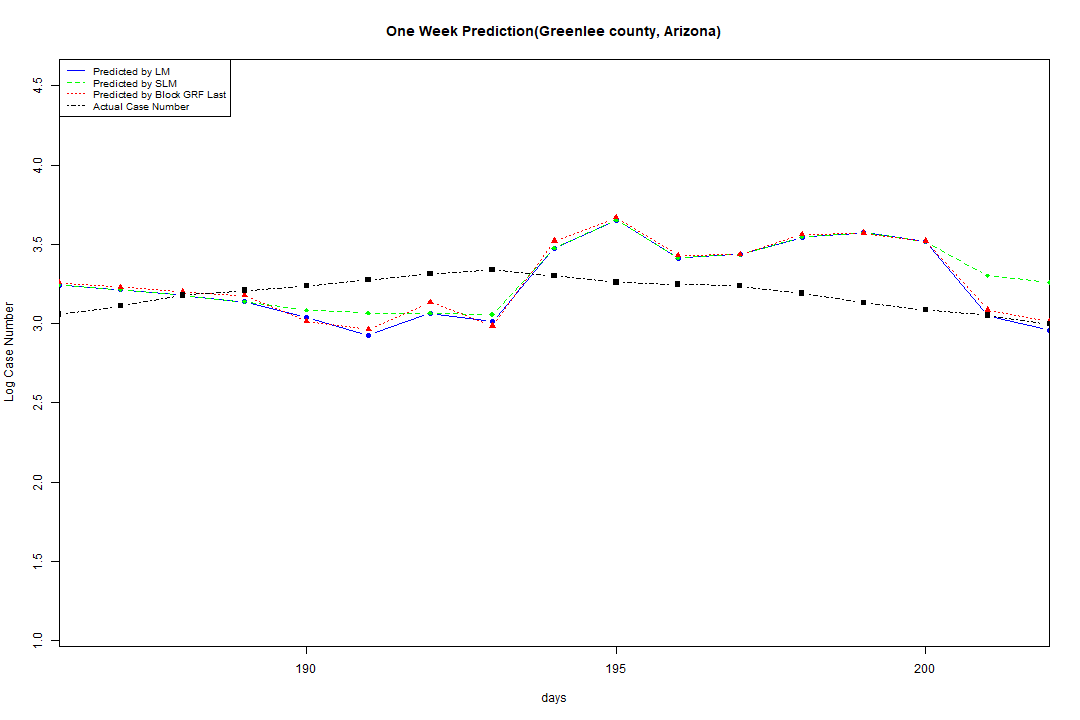 One Week Prediction(Greenlee county, Arizona)
Predicted by LM
Predicted by SLM
Predicted by Block GRF Last
Actual Case Number
Log Case Number
4.5
4.0
3.5
3.0
2.5
2.0
1.5
1.0
190 195 200
days